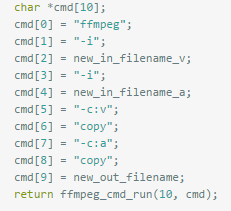 char *cmd[10];
cmd[0] = "ffmpeg";
cmd[1] = "-i";
cmd[2] = new_in_filename_v;
cmd[3] = "-i";
cmd[4] = new_in_filename_a;
cmd[5] = "-c:v";
cmd[6] = "copy";
cmd[7] = "-c:a";
cmd[8] = "copy";
cmd[9] = new_out_filename;
return ffmpeg_cmd_run(10, cmd);